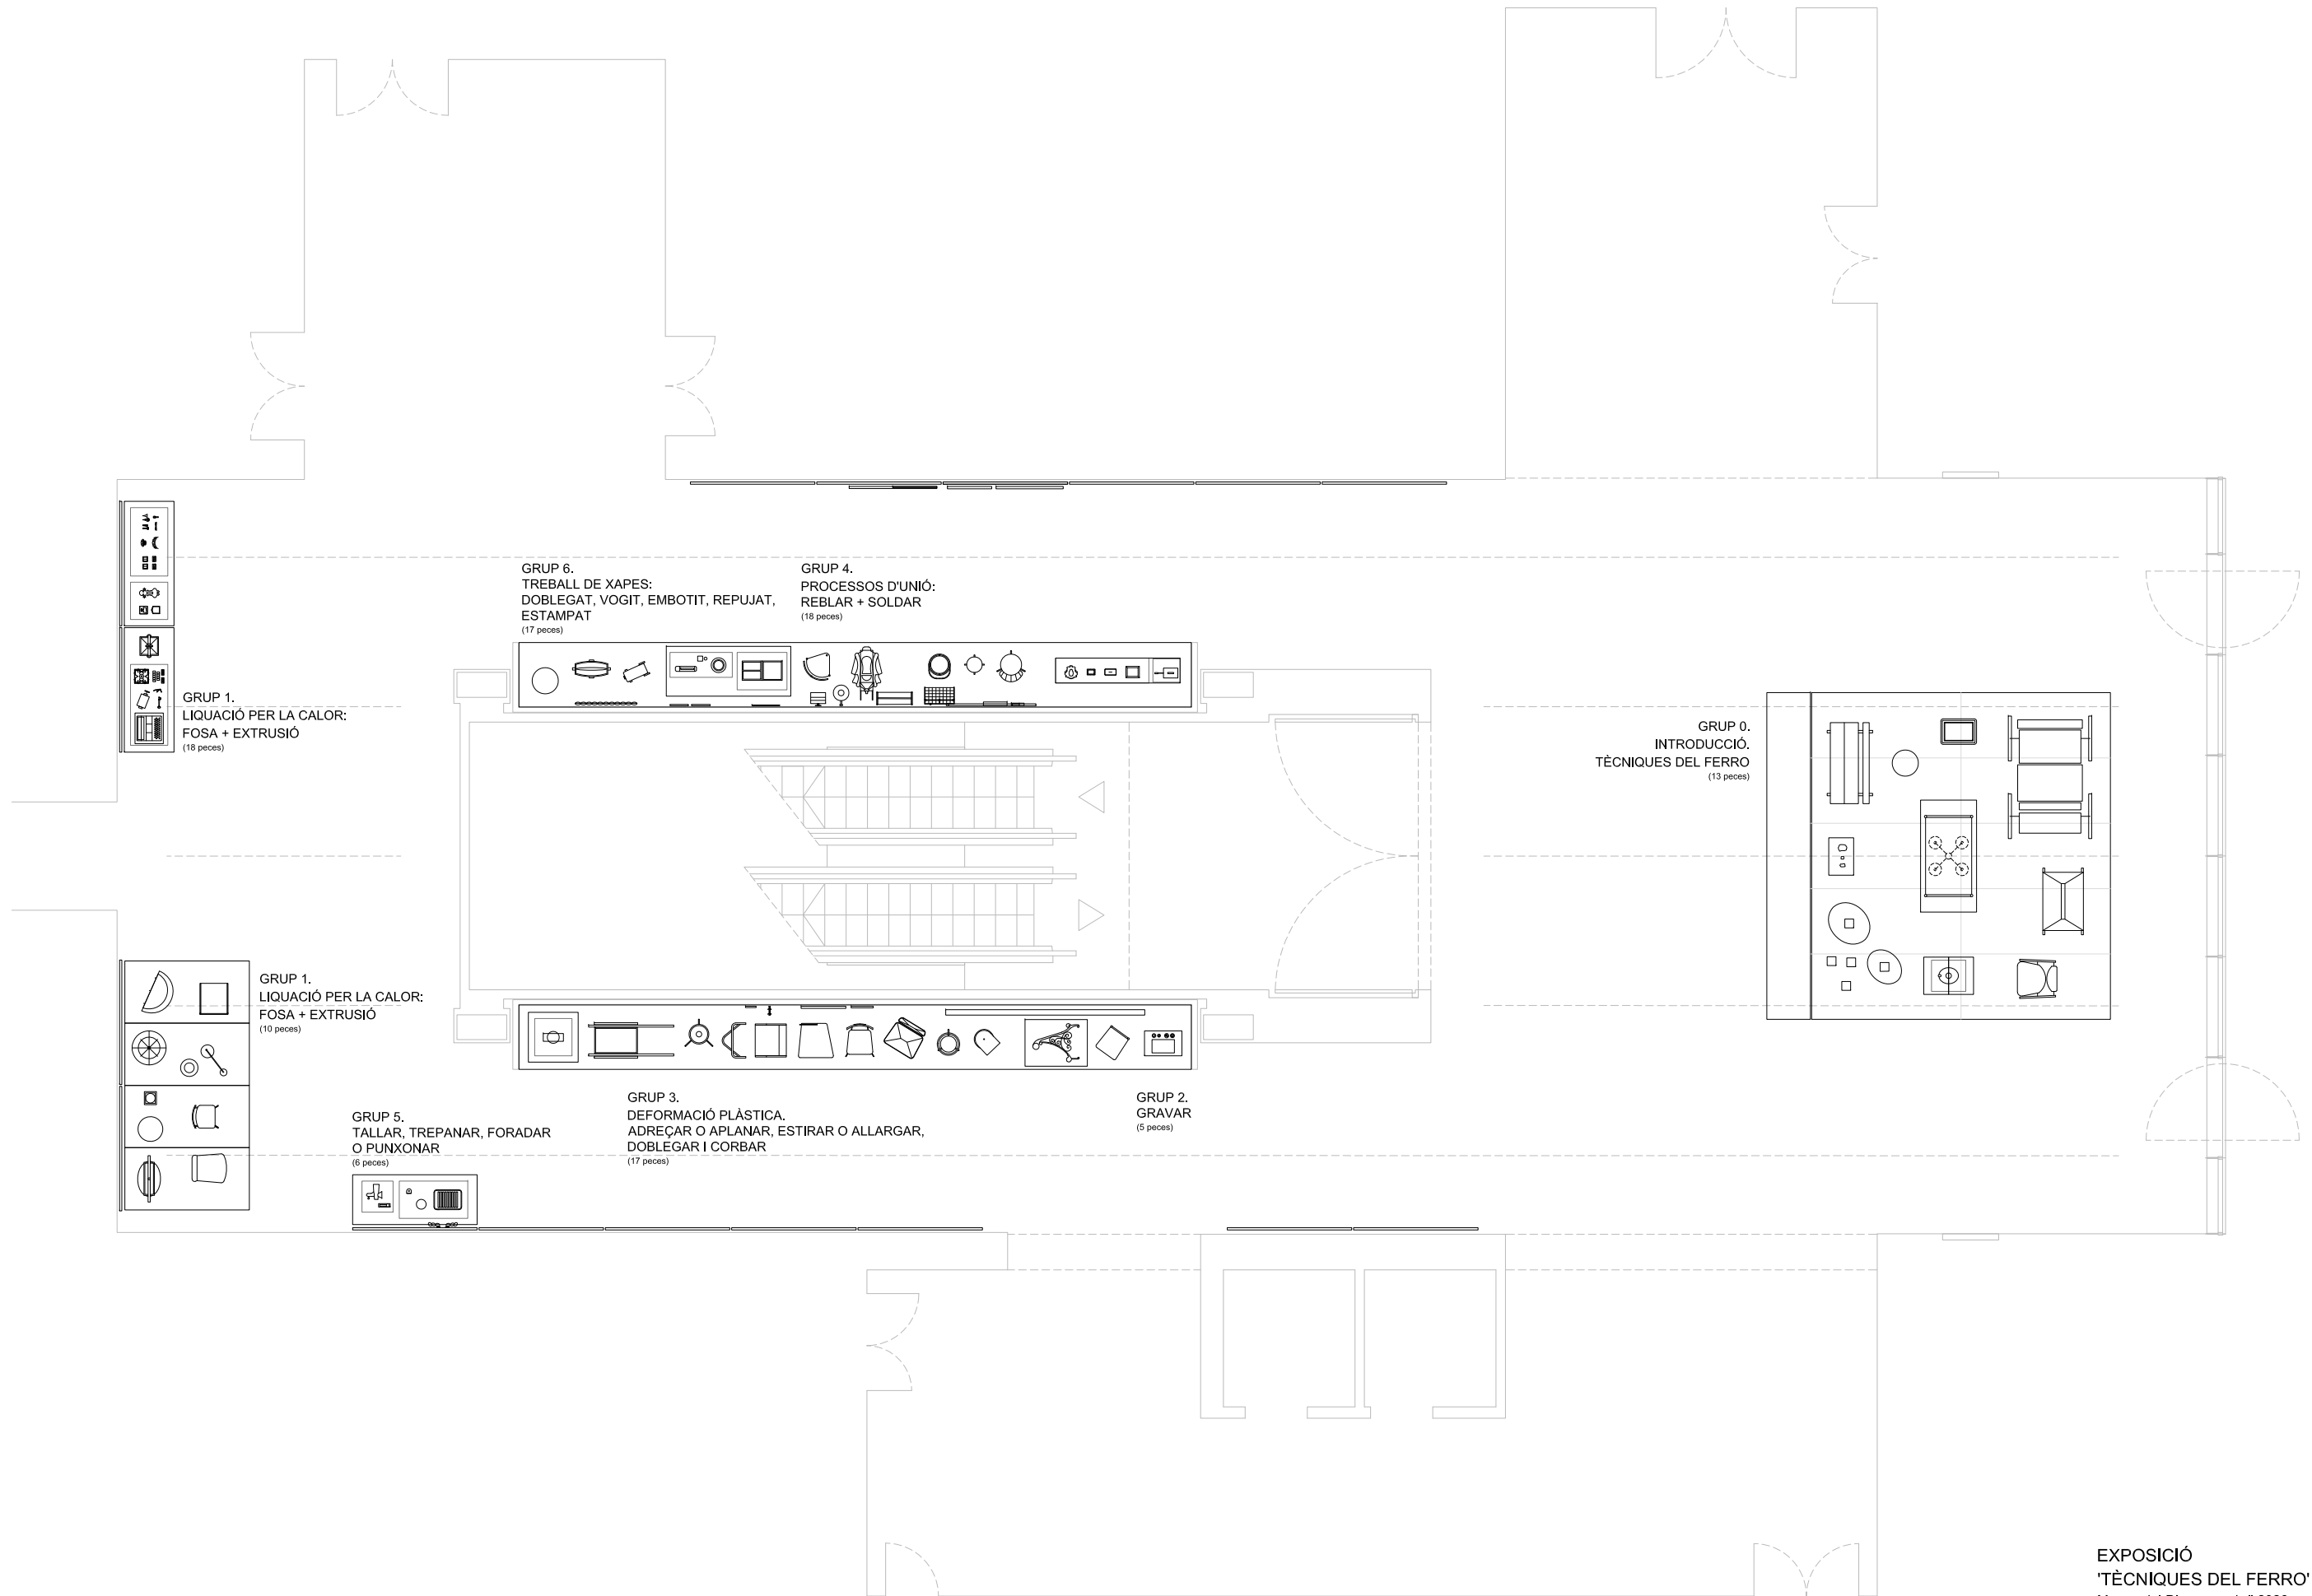 GRUP 6.
TREBALL DE XAPES:
DOBLEGAT, VOGIT, EMBOTIT, REPUJAT,
ESTAMPAT
(17 peces)
GRUP 4.
PROCESSOS D'UNIÓ:
REBLAR + SOLDAR
(18 peces)
GRUP 1.
LIQUACIÓ PER LA CALOR:
FOSA + EXTRUSIÓ
(18 peces)
GRUP 0.
INTRODUCCIÓ.
TÈCNIQUES DEL FERRO
(13 peces)
GRUP 1.
LIQUACIÓ PER LA CALOR:
FOSA + EXTRUSIÓ
(10 peces)
GRUP 5.
TALLAR, TREPANAR, FORADAR
O PUNXONAR
(6 peces)
GRUP 3.
DEFORMACIÓ PLÀSTICA.
ADREÇAR O APLANAR, ESTIRAR O ALLARGAR,
DOBLEGAR I CORBAR
(17 peces)
GRUP 2.
GRAVAR
(5 peces)
EXPOSICIÓ
'TÈCNIQUES DEL FERRO'